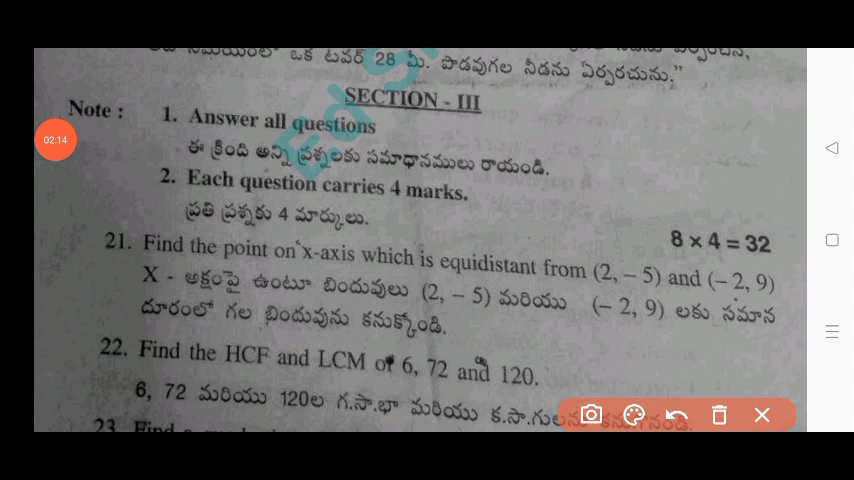 సమయంలో ఒక టవర్ 28 మీ. పొడవుగల నీడను ఏర్పరచును."
SECTION - III
Note : 1. Answer all questions
ఈ క్రింది అన్ని ప్రశ్నలకు సమాధానములు రాయండి.
02:14
2. Each question carries 4 marks.
ప్రతి ప్రశ్నకు 4 మార్కులు.
8 × 4 = 32
21. Find the point on x-axis which is equidistant from (2, – 5) and (– 2, 9)
X - అక్షంపై ఉంటూ బిందువులు (2, – 5) మరియు (– 2, 9) లకు సమాన
దూరంలో గల బిందువును కనుక్కోండి.
22. Find the HCF and LCM of 6, 72 and 120.
6, 72 మరియు 120ల గ.సా.భా మరియు క.సా.గులను కనుగొనండి.
23. Find